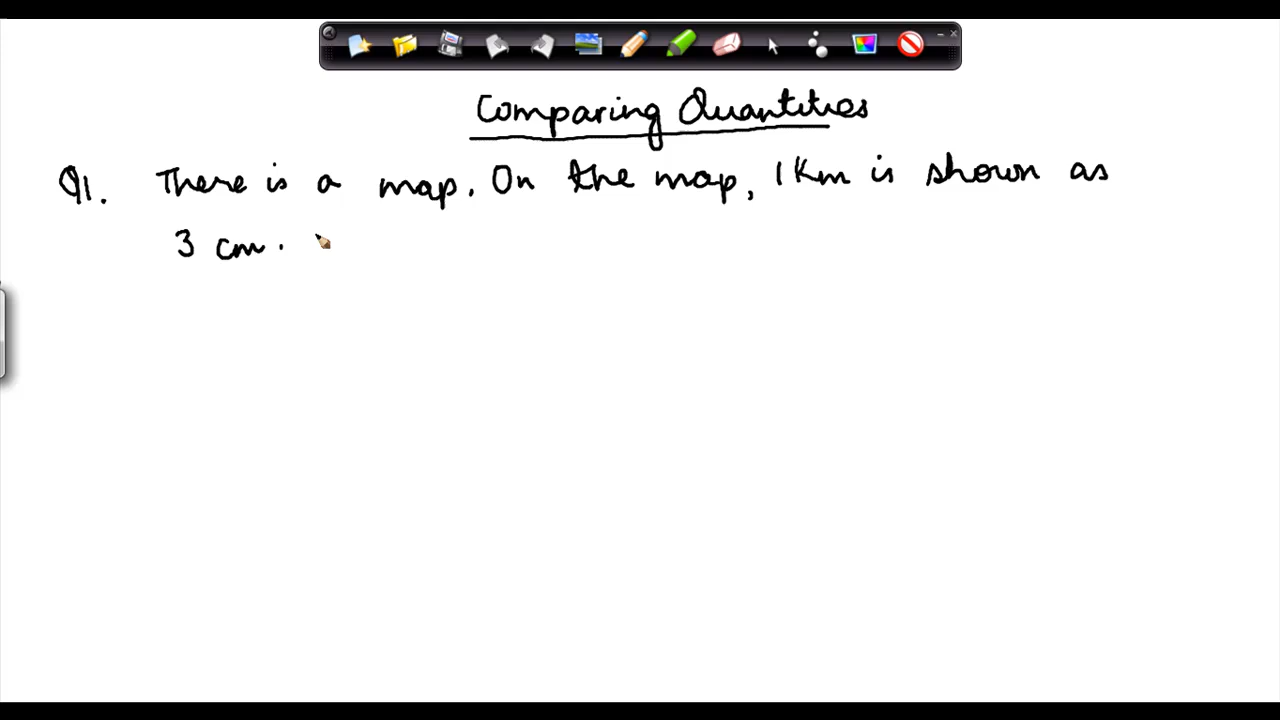 Comparing Quantities
Q1. There is a map. On the map, 1 Km is shown as
3 cm.